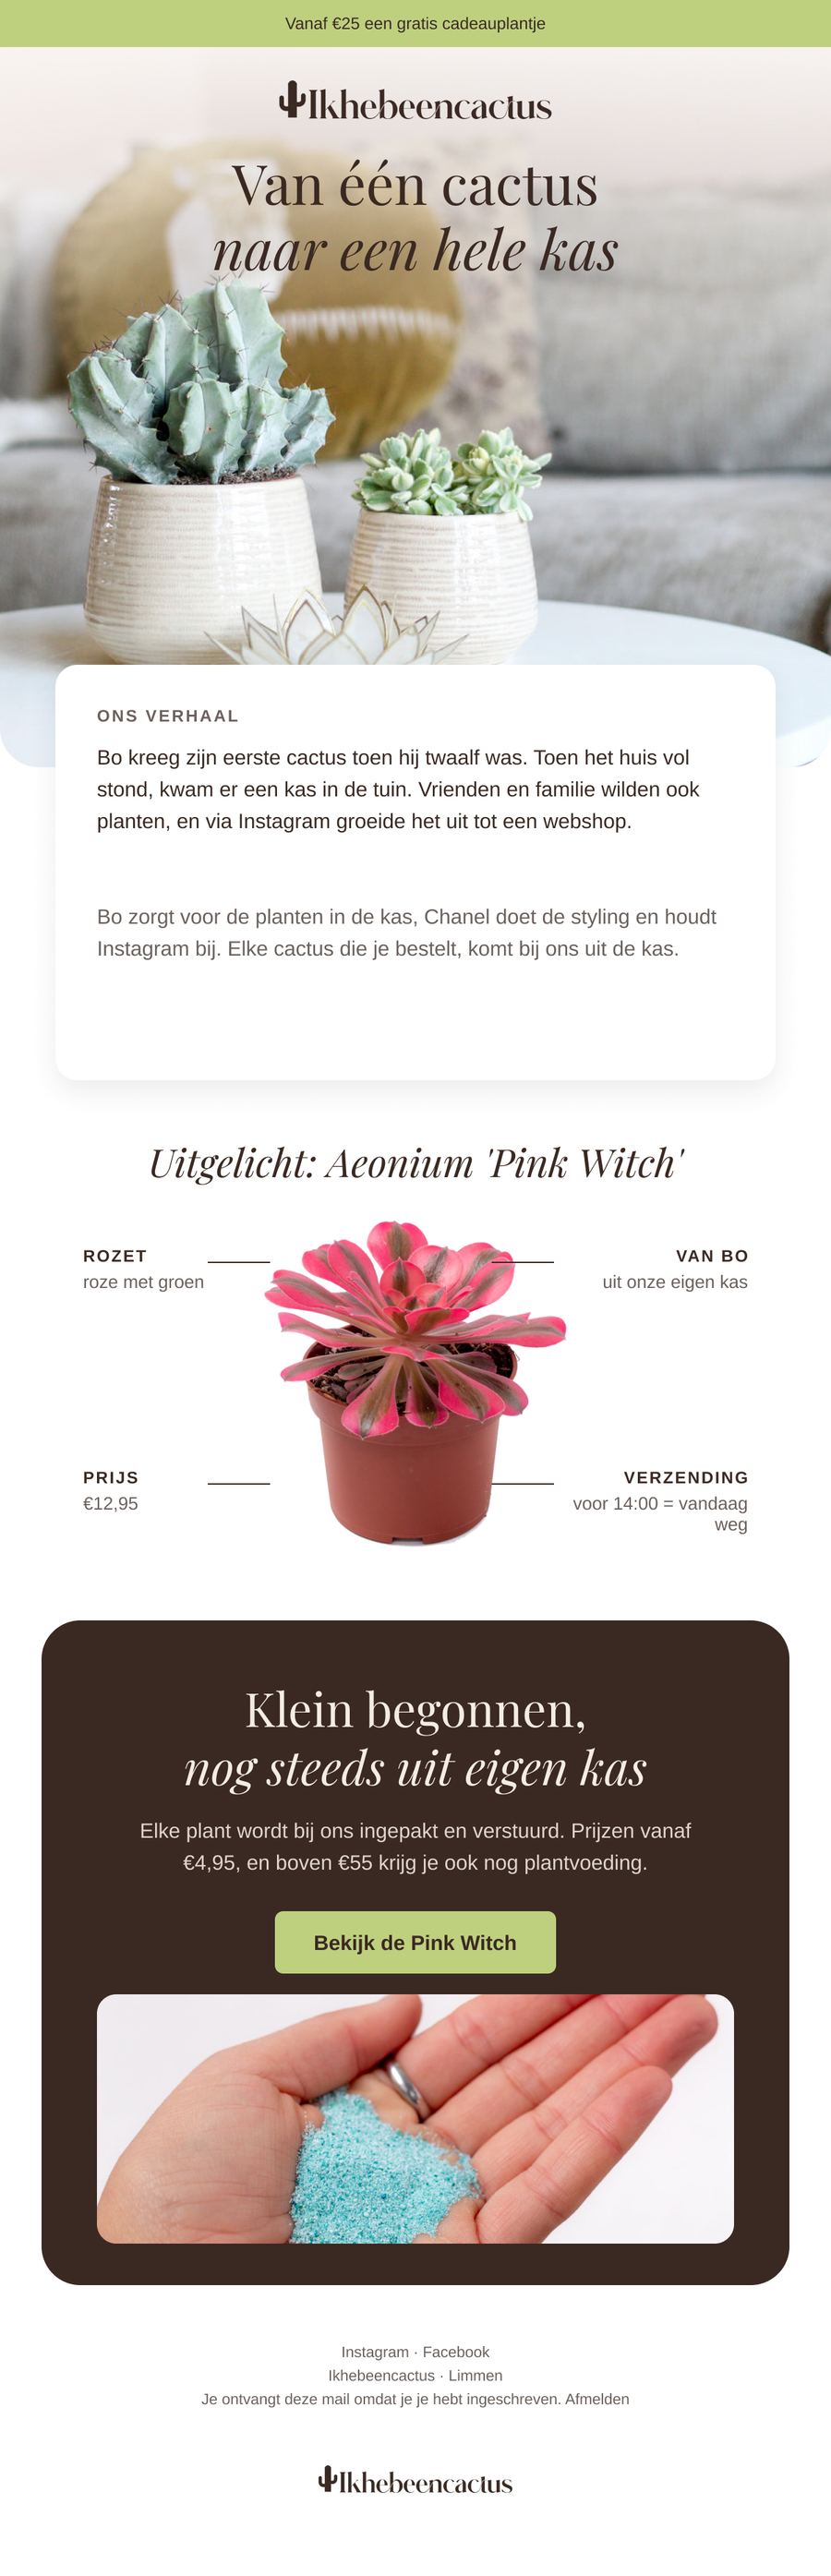 Vanaf €25 een gratis cadeauplantje
Ikhebeencactus
Van één cactus
naar een hele kas
ONS VERHAAL
Bo kreeg zijn eerste cactus toen hij twaalf was. Toen het huis vol
stond, kwam er een kas in de tuin. Vrienden en familie wilden ook
planten, en via Instagram groeide het uit tot een webshop.
Bo zorgt voor de planten in de kas, Chanel doet de styling en houdt
Instagram bij. Elke cactus die je bestelt, komt bij ons uit de kas.
Uitgelicht: Aeonium 'Pink Witch'
ROZET
roze met groen
VAN BO
uit onze eigen kas
PRIJS
€12,95
VERZENDING
voor 14:00 = vandaag
weg
Klein begonnen,
nog steeds uit eigen kas
Elke plant wordt bij ons ingepakt en verstuurd. Prijzen vanaf
€4,95, en boven €55 krijg je ook nog plantvoeding.
Bekijk de Pink Witch
Instagram · Facebook
Ikhebeencactus · Limmen
Je ontvangt deze mail omdat je je hebt ingeschreven. Afmelden
Ikhebeencactus